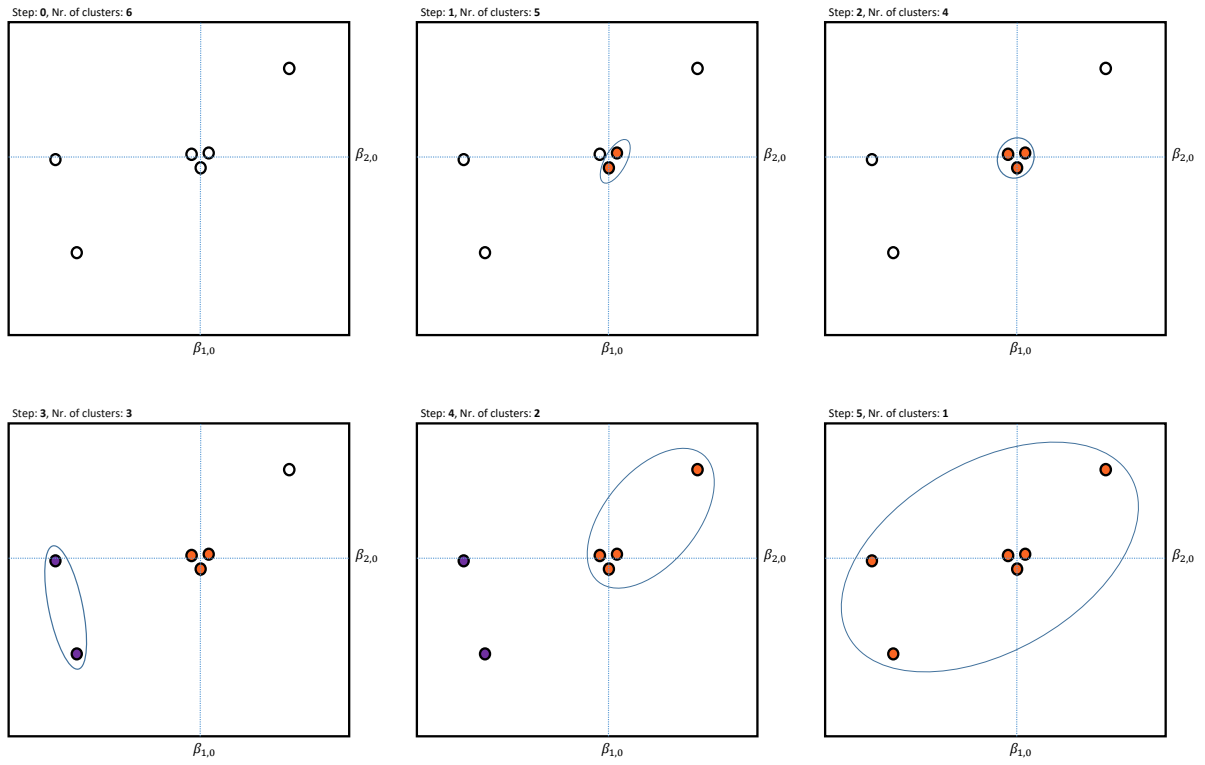 Step: 0, Nr. of clusters: 6
Step: 1, Nr. of clusters: 5
Step: 2, Nr. of clusters: 4
β2,0
β2,0
β2,0
β1,0
β1,0
β1,0
Step: 3, Nr. of clusters: 3
Step: 4, Nr. of clusters: 2
Step: 5, Nr. of clusters: 1
β2,0
β2,0
β2,0
β1,0
β1,0
β1,0